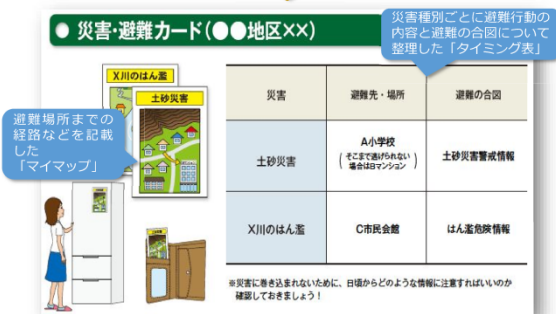 災害・避難カード(●●地区××)
災害種別ごとに避難行動の
内容と避難の合図について
整理した「タイミング表」
X川のはん濫
土砂災害
避難場所までの
経路などを記載
した
「マイマップ」
災害
避難先・場所
避難の合図
土砂災害
A小学校
(そこまで逃げられない
場合はBマンション)
土砂災害警戒情報
X川のはん濫
C市民会館
はん濫危険情報
※災害に巻き込まれないために、日頃からどのような情報に注意すればいいのか
確認しておきましょう!